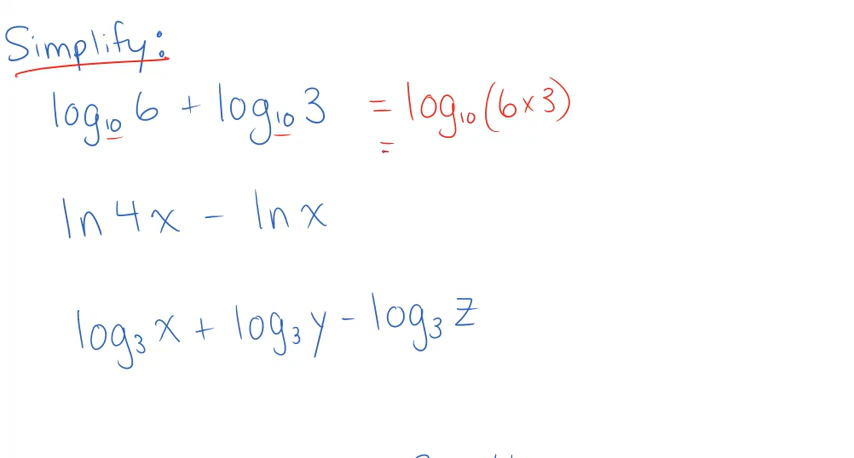 Simplify:
log₁₀ 6 + log₁₀ 3 = log₁₀ (6 × 3)
=
ln 4x - ln x
log₃ x + log₃ y - log₃ z